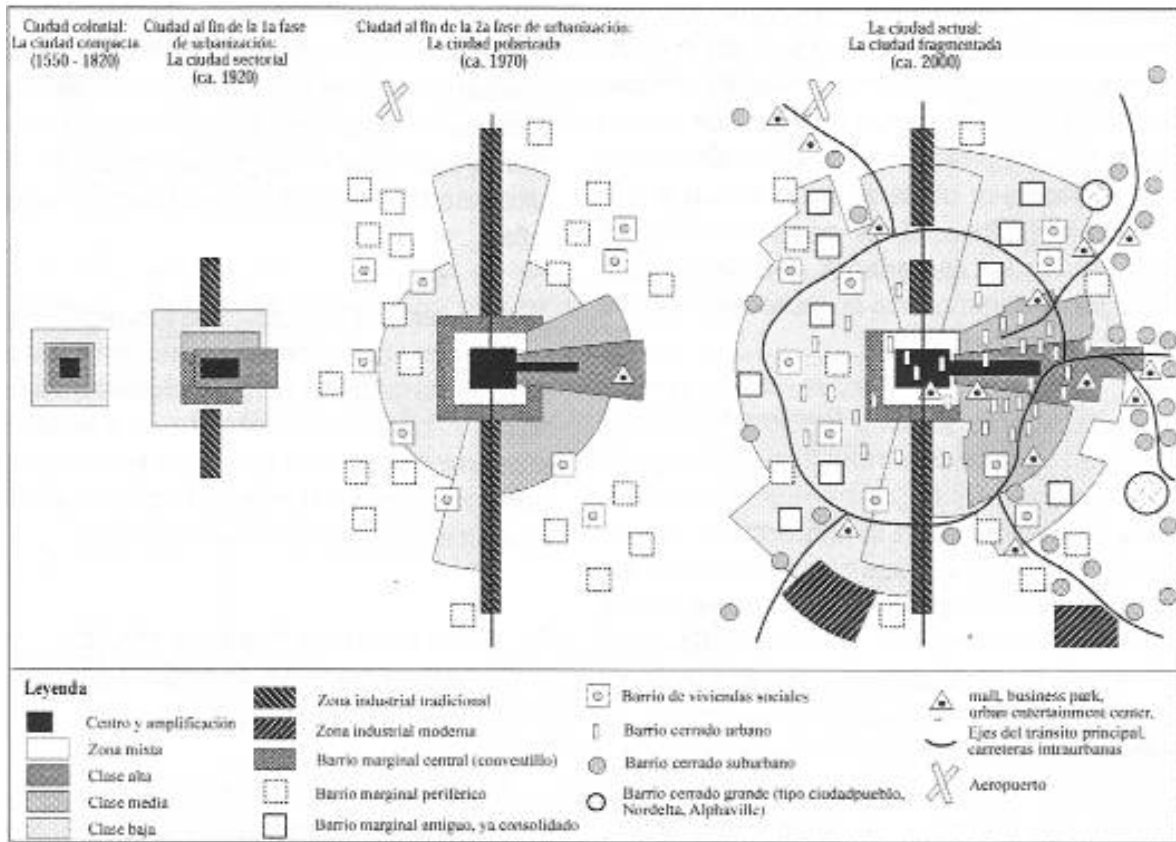 Ciudad colonial:
La ciudad compacta
(1550 - 1820)
Ciudad al fin de la 1a fase
de urbanización:
La ciudad sectorial
(ca. 1920)
Ciudad al fin de la 2a fase de urbanización:
La ciudad polarizada
(ca. 1970)
La ciudad actual:
La ciudad fragmentada
(ca. 2000)
Leyenda
Centro y amplificación
Zona mixta
Clase alta
Clase media
Clase baja
Zona industrial tradicional
Zona industrial moderna
Barrio marginal central (conventillo)
Barrio marginal periférico
Barrio marginal antiguo, ya consolidado
Barrio de viviendas sociales
Barrio cerrado urbano
Barrio cerrado suburbano
Barrio cerrado grande (tipo ciudadpueblo,
Nordelta, Alphaville)
mall, business park,
urban entertainment center,
Ejes del tránsito principal,
carreteras intraurbanas
Aeropuerto